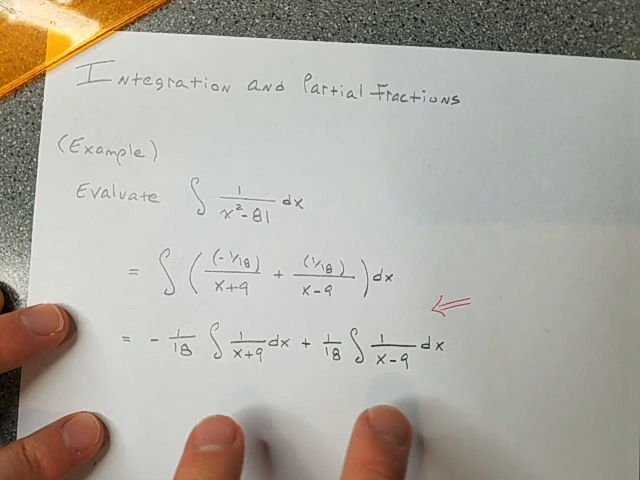 Integration and Partial Fractions
(Example)
Evaluate ∫ 1/(x²-81) dx
= ∫ ( (-1/18)/(x+9) + (1/18)/(x-9) ) dx
= - 1/18 ∫ 1/(x+9) dx + 1/18 ∫ 1/(x-9) dx